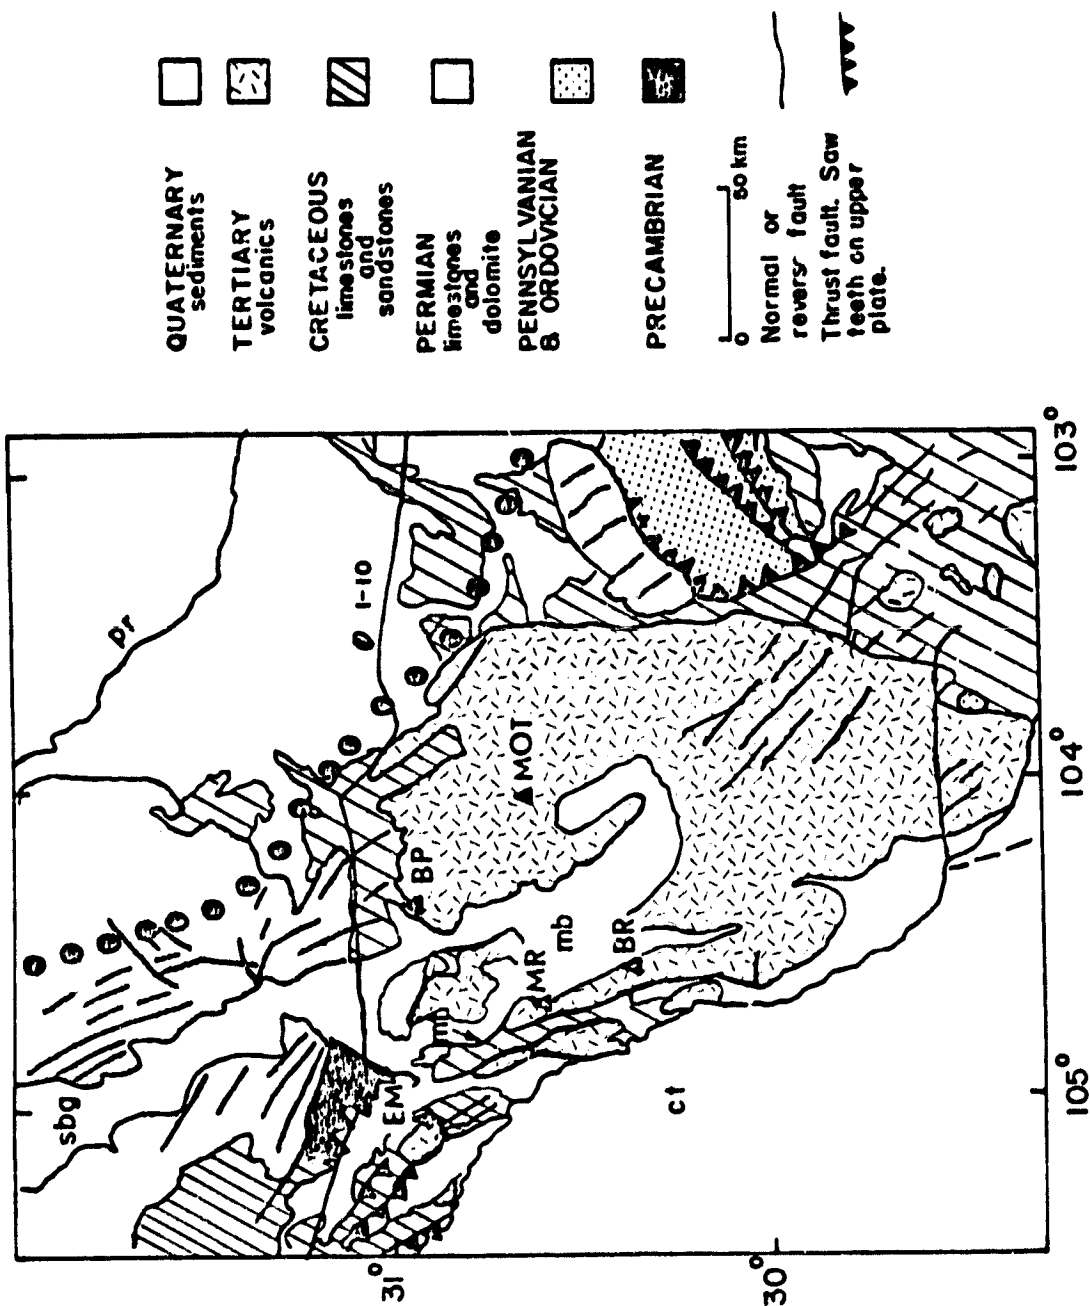 QUATERNARY
sediments
TERTIARY
volcanics
CRETACEOUS
limestones
and
sandstones
PERMIAN
limestones
and
dolomite
PENNSYLVANIAN
& ORDOVICIAN
PRECAMBRIAN
0 50 km
Normal or
revers fault
Thrust fault. Saw
teeth on upper
plate.
sbg
pr
I-10
EM
BP
MOT
MR
mb
BR
ct
31°
30°
105°
104°
103°